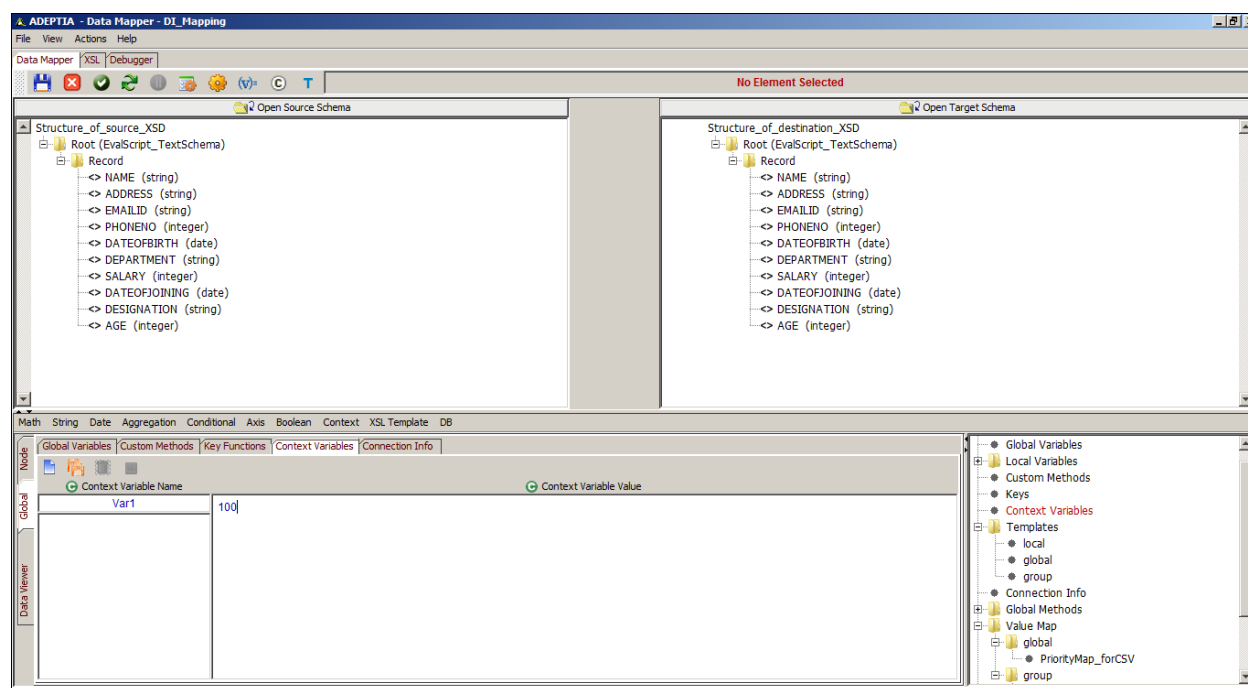 ADEPTIA - Data Mapper - DI_Mapping
File View Actions Help
Data Mapper XSL Debugger
(v)= C T No Element Selected
Open Source Schema Open Target Schema
Structure_of_source_XSD
Root (EvalScript_TextSchema)
Record
<> NAME (string)
<> ADDRESS (string)
<> EMAILID (string)
<> PHONENO (integer)
<> DATEOFBIRTH (date)
<> DEPARTMENT (string)
<> SALARY (integer)
<> DATEOFJOINING (date)
<> DESIGNATION (string)
<> AGE (integer)
Structure_of_destination_XSD
Root (EvalScript_TextSchema)
Record
<> NAME (string)
<> ADDRESS (string)
<> EMAILID (string)
<> PHONENO (integer)
<> DATEOFBIRTH (date)
<> DEPARTMENT (string)
<> SALARY (integer)
<> DATEOFJOINING (date)
<> DESIGNATION (string)
<> AGE (integer)
Math String Date Aggregation Conditional Axis Boolean Context XSL Template DB
Node
Global
Data Viewer
Global Variables Custom Methods Key Functions Context Variables Connection Info
Context Variable Name Context Variable Value
Var1 100
Global Variables
Local Variables
Custom Methods
Keys
Context Variables
Templates
local
global
group
Connection Info
Global Methods
Value Map
global
PriorityMap_forCSV
group